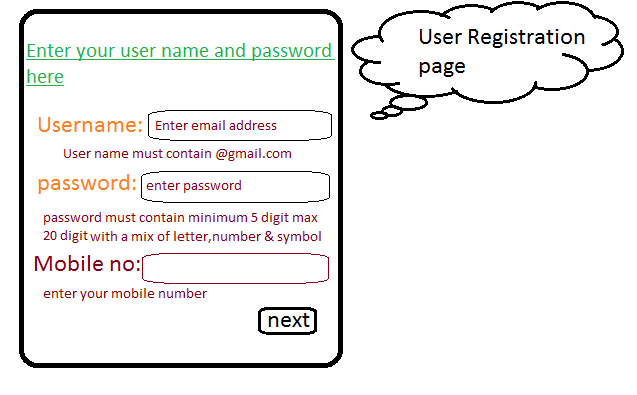 Enter your user name and password
here
User Registration
page
Username:
Enter email address
User name must contain @gmail.com
password:
enter password
password must contain minimum 5 digit max
20 digit with a mix of letter,number & symbol
Mobile no:
enter your mobile number
next